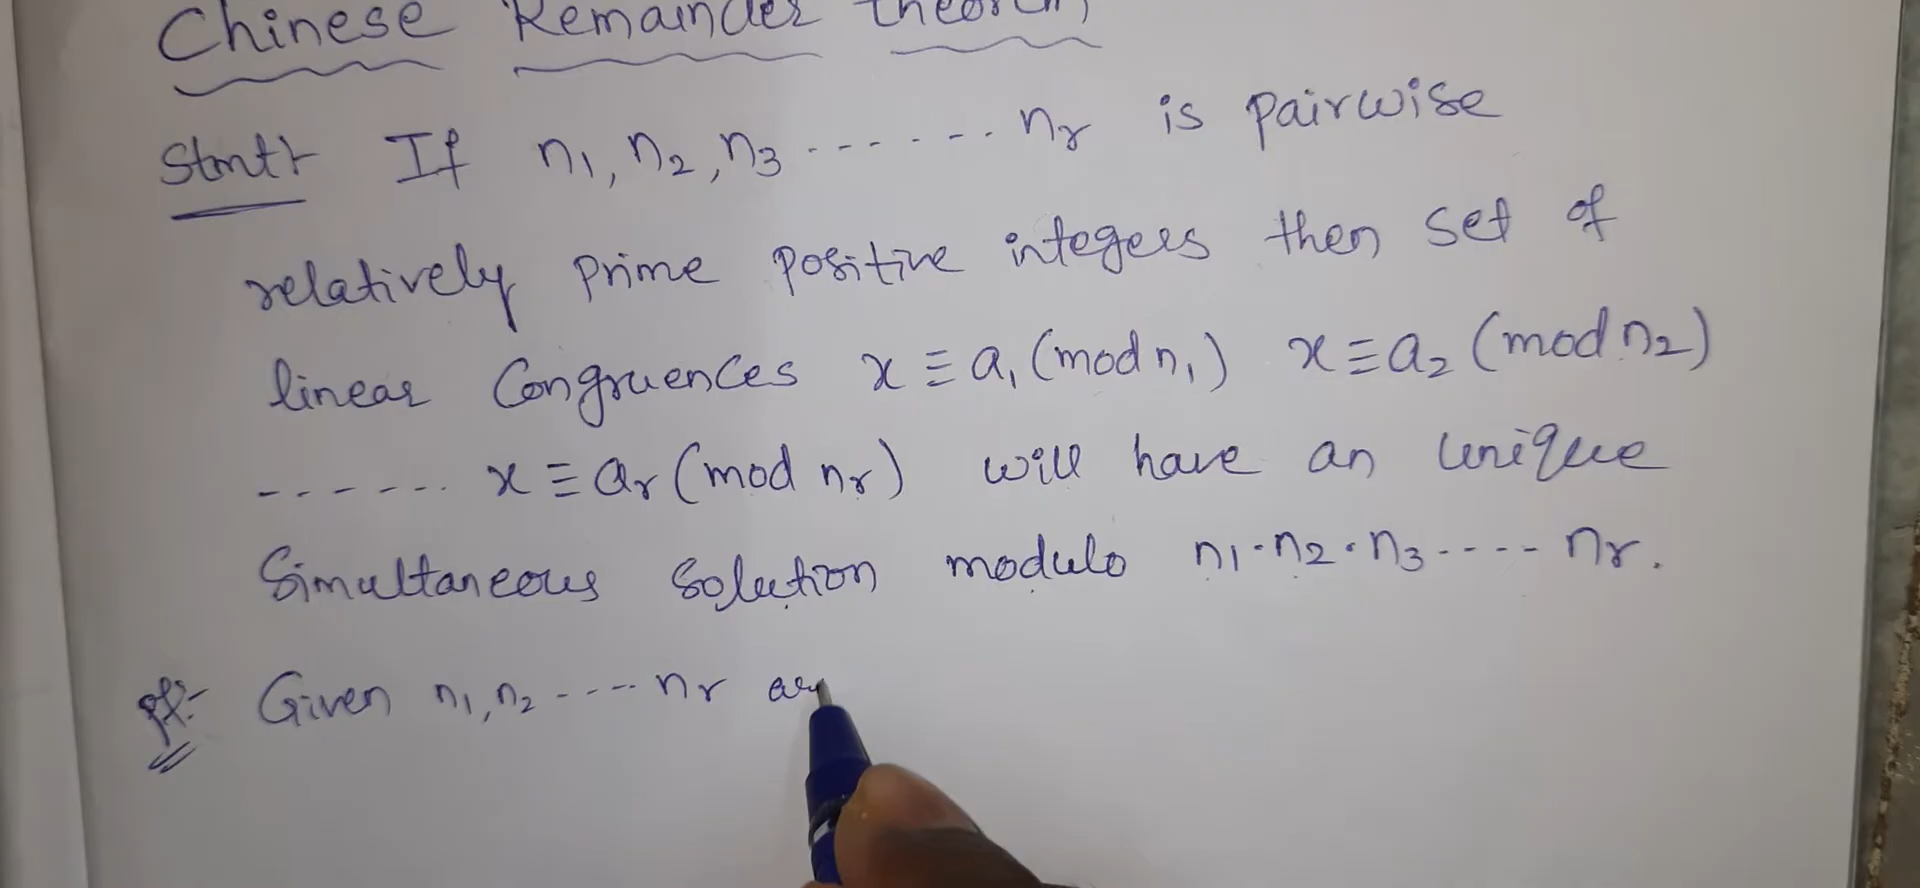 Chinese Remainder theorem
Stmt:- If n1, n2, n3 ....... nr is pairwise
relatively prime positive integers then set of
linear Congruences x ≡ a1 (mod n1) x ≡ a2 (mod n2)
------- x ≡ ar (mod nr) will have an unique
Simultaneous Solution modulo n1·n2·n3---- nr.
Pf:- Given n1, n2 ---- nr are